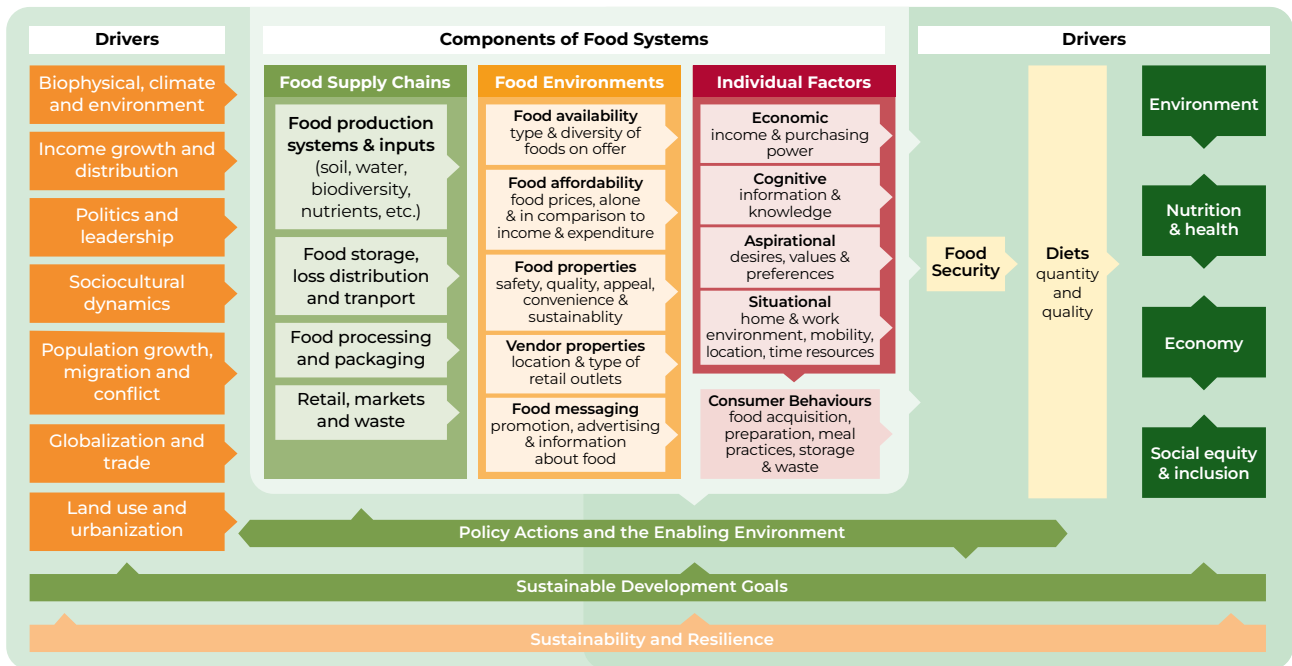 Drivers
Biophysical, climate
and environment
Income growth and
distribution
Politics and
leadership
Sociocultural
dynamics
Population growth,
migration and
conflict
Globalization and
trade
Land use and
urbanization
Components of Food Systems
Food Supply Chains
Food production
systems & inputs
(soil, water,
biodiversity,
nutrients, etc.)
Food storage,
loss distribution
and tranport
Food processing
and packaging
Retail, markets
and waste
Food Environments
Food availability
type & diversity of
foods on offer
Food affordability
food prices, alone
& in comparison to
income & expenditure
Food properties
safety, quality, appeal,
convenience &
sustainablity
Vendor properties
location & type of
retail outlets
Food messaging
promotion, advertising
& information
about food
Individual Factors
Economic
income & purchasing
power
Cognitive
information &
knowledge
Aspirational
desires, values &
preferences
Situational
home & work
environment, mobility,
location, time resources
Consumer Behaviours
food acquisition,
preparation, meal
practices, storage
& waste
Drivers
Food
Security
Diets
quantity
and
quality
Environment
Nutrition
& health
Economy
Social equity
& inclusion
Policy Actions and the Enabling Environment
Sustainable Development Goals
Sustainability and Resilience